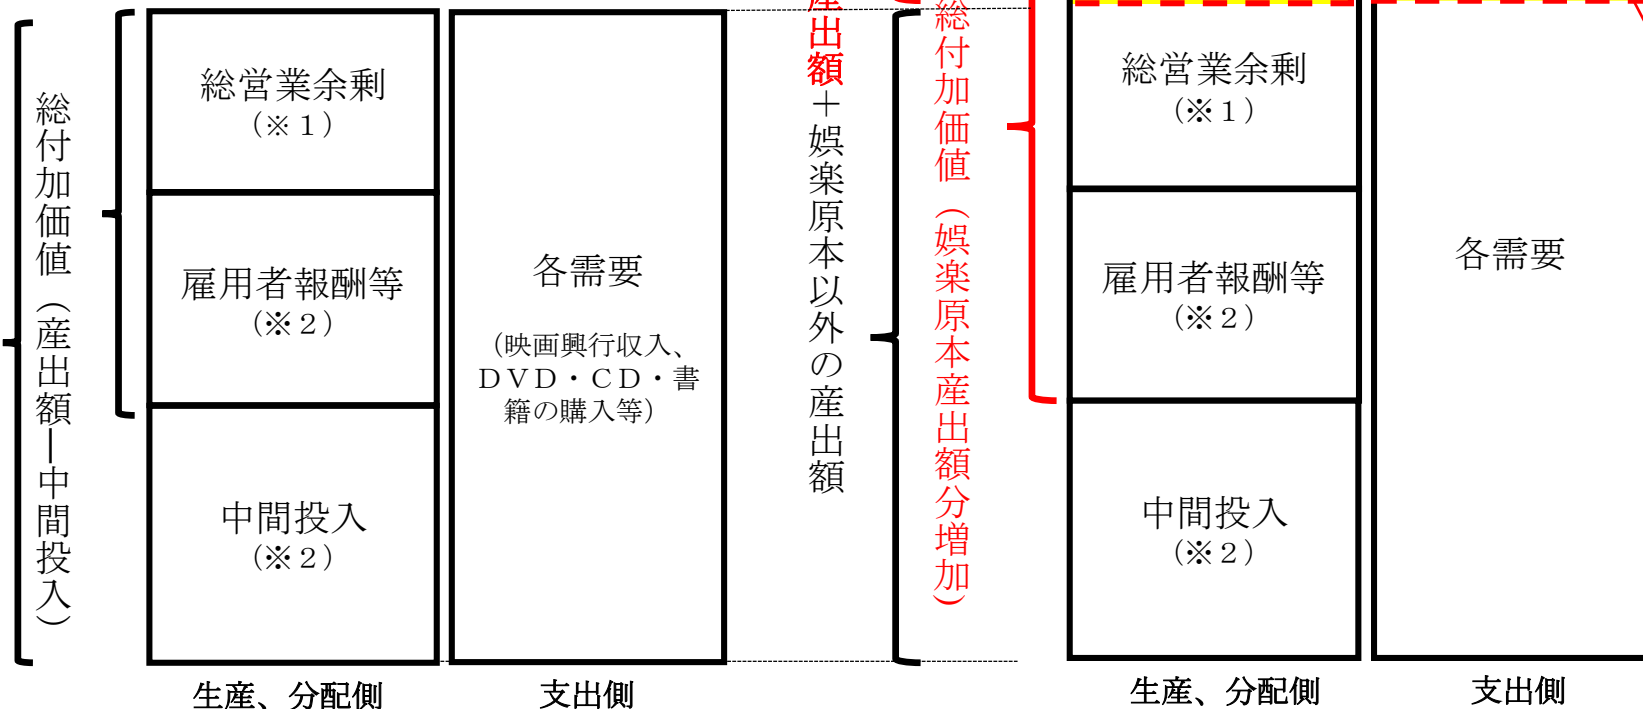 総付加価値（産出額―中間投入）
総営業余剰
（※１）
雇用者報酬等
（※２）
中間投入
（※２）
生産、分配側
各需要
（映画興行収入、
ＤＶＤ・ＣＤ・書
籍の購入等）
支出側
出額＋娯楽原本以外の産出額
総付加価値（娯楽原本産出額分増加）
総営業余剰
（※１）
雇用者報酬等
（※２）
中間投入
（※２）
生産、分配側
各需要
支出側